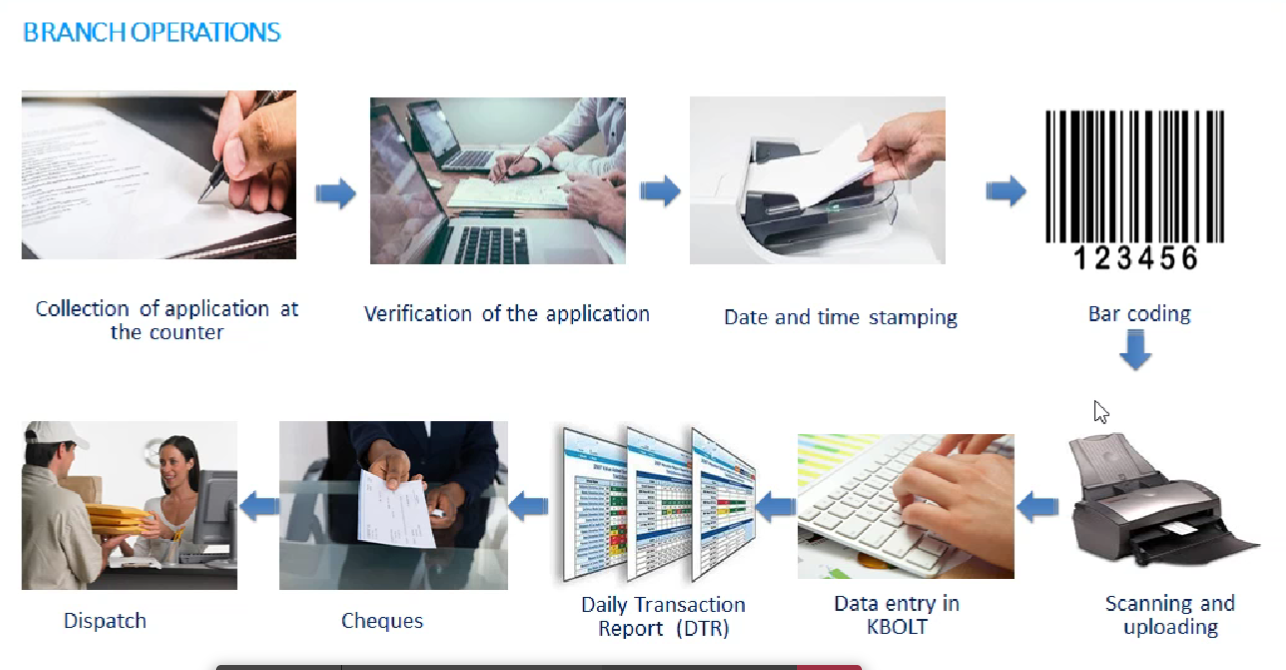 BRANCH OPERATIONS
123456
Collection of application at
the counter
Verification of the application
Date and time stamping
Bar coding
Dispatch
Cheques
Daily Transaction
Report (DTR)
Data entry in
KBOLT
Scanning and
uploading